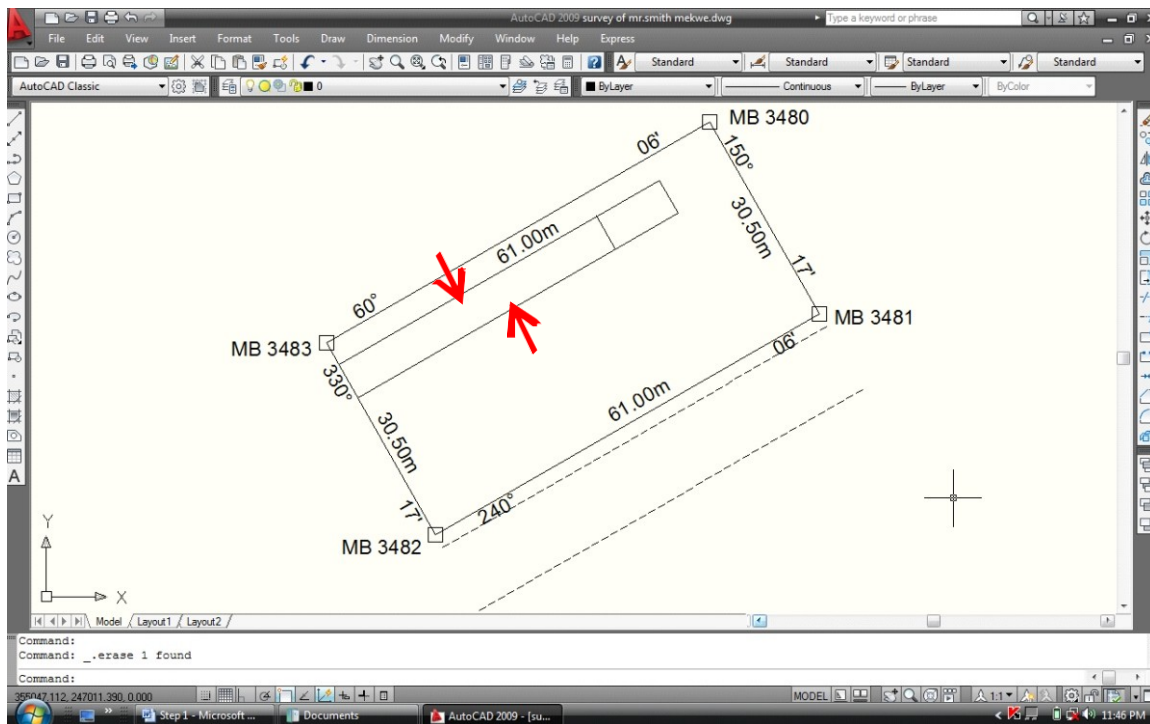 AutoCAD 2009 survey of mr.smith mekwe.dwg
Type a keyword or phrase
File Edit View Insert Format Tools Draw Dimension Modify Window Help Express
Standard Standard Standard Standard
AutoCAD Classic 0 ByLayer Continuous ByLayer ByColor
MB 3480
06'
150°
61.00m
30.50m
17'
60°
MB 3481
MB 3483
06'
330°
61.00m
30.50m
240°
17'
MB 3482
Y
X
Model Layout1 Layout2
Command:
Command: _.erase 1 found
Command:
355047.112, 247011.390, 0.000 MODEL 1:1
Step 1 - Microsoft ... Documents AutoCAD 2009 - [su... 11:46 PM